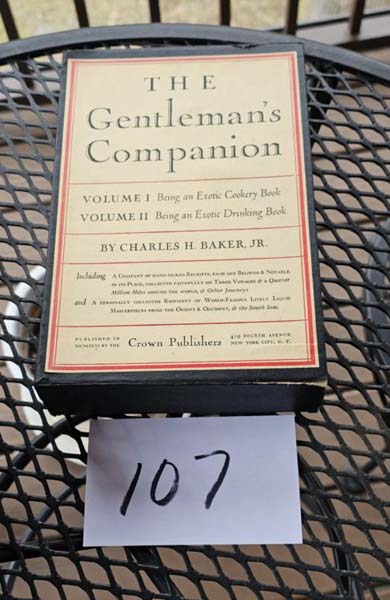 THE
Gentleman's
Companion
VOLUME I Being an Exotic Cookery Book
VOLUME II Being an Exotic Drinking Book
BY CHARLES H. BAKER, JR.
Including A COMPANY OF HAND-PICKED RECEIPTS, EACH ONE BELOVED & NOTABLE
IN ITS PLACE, COLLECTED FAITHFULLY ON THREE VOYAGES & A QUARTER
MILLION MILES AROUND THE WORLD, & Other Journeys
and A PERSONALLY COLLECTED REGIMENT OF WORLD-FAMOUS LIVELY LIQUID
MASTERPIECES FROM THE ORIENT & OCCIDENT, & the South Seas.
PUBLISHED IN
MCMXLVI BY THE Crown Publishers 419 FOURTH AVENUE
NEW YORK CITY, N. Y.
107